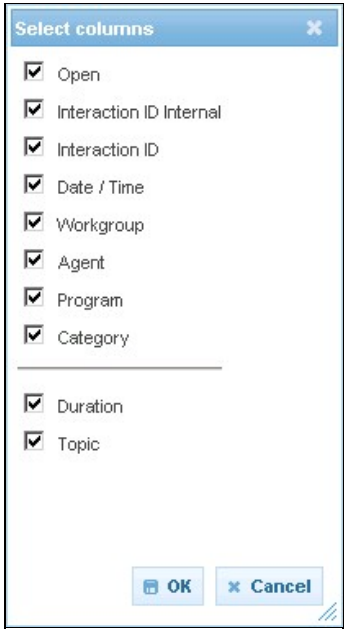 Select columns
Open
Interaction ID Internal
Interaction ID
Date / Time
Workgroup
Agent
Program
Category
Duration
Topic
OK Cancel